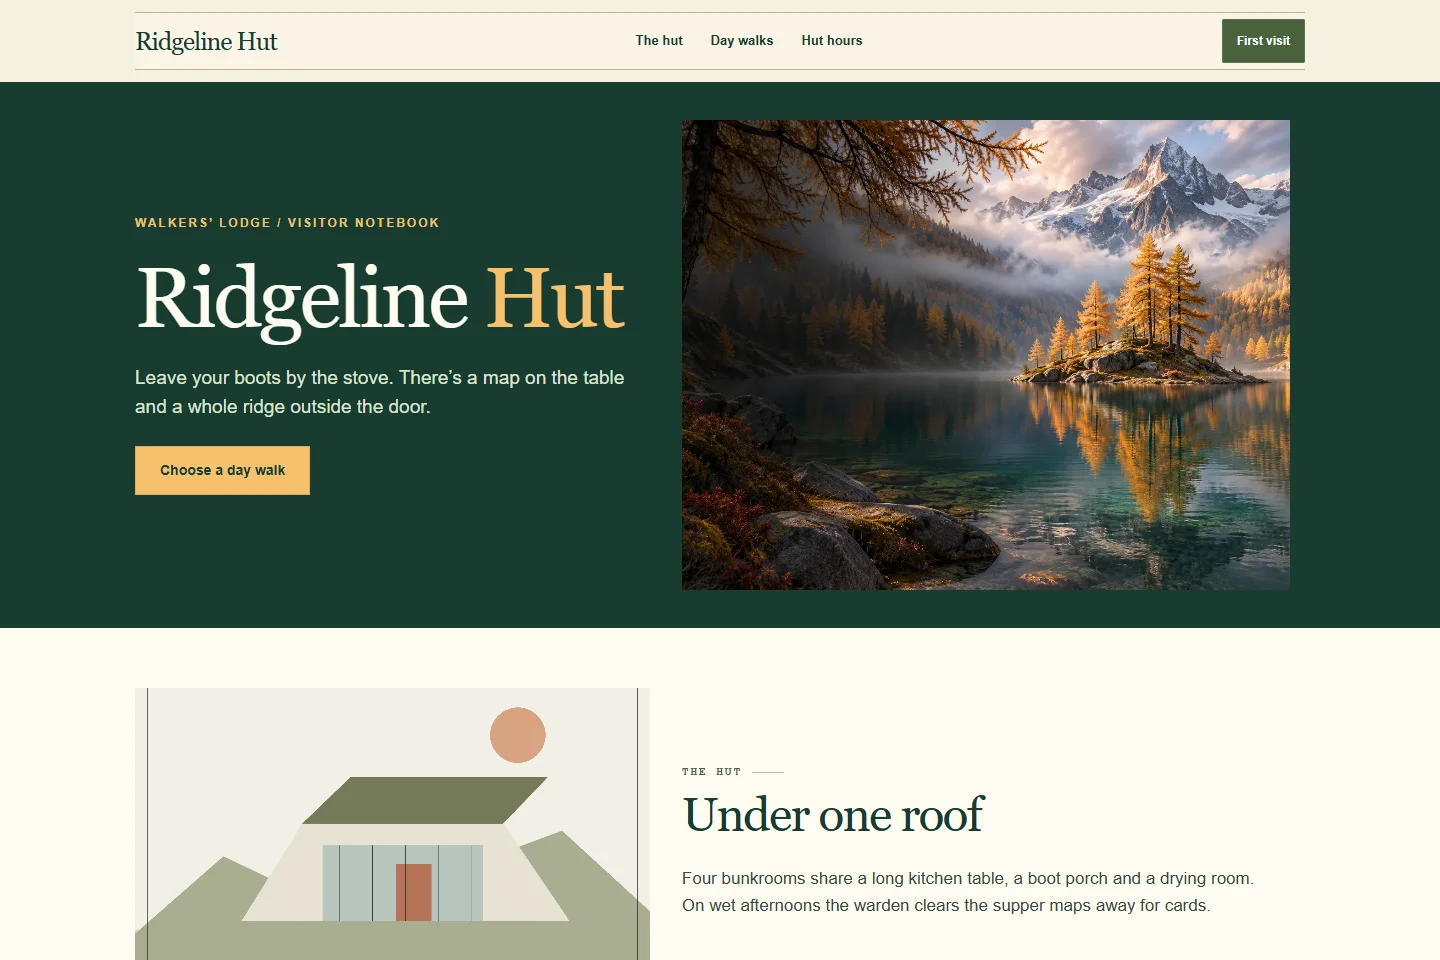 Ridgeline Hut
The hut
Day walks
Hut hours
First visit
WALKERS’ LODGE / VISITOR NOTEBOOK
Ridgeline Hut
Leave your boots by the stove. There’s a map on the table
and a whole ridge outside the door.
Choose a day walk
THE HUT
Under one roof
Four bunkrooms share a long kitchen table, a boot porch and a drying room.
On wet afternoons the warden clears the supper maps away for cards.